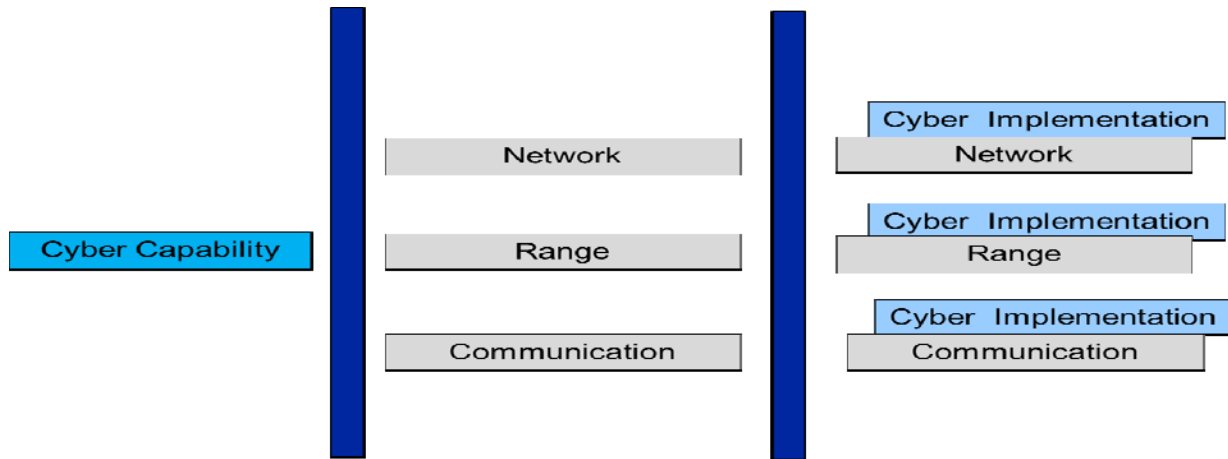 Cyber Capability
Network
Range
Communication
Cyber Implementation
Network
Cyber Implementation
Range
Cyber Implementation
Communication